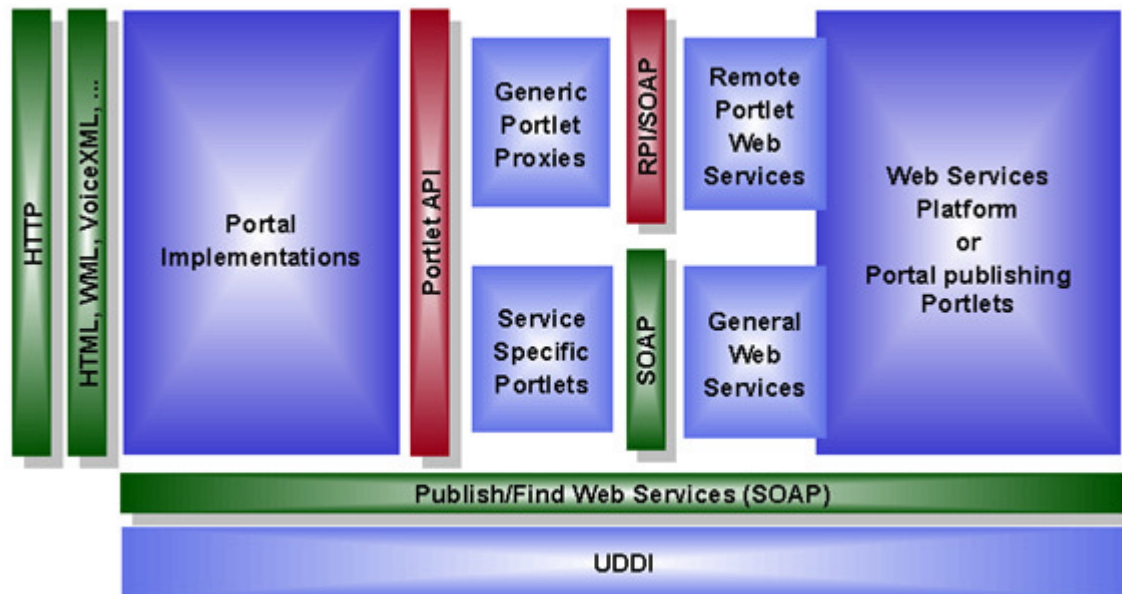 HTTP
HTML, WML, VoiceXML, ...
Portal
Implementations
Portlet API
Generic
Portlet
Proxies
RPI/SOAP
Remote
Portlet
Web
Services
Service
Specific
Portlets
SOAP
General
Web
Services
Web Services
Platform
or
Portal publishing
Portlets
Publish/Find Web Services (SOAP)
UDDI